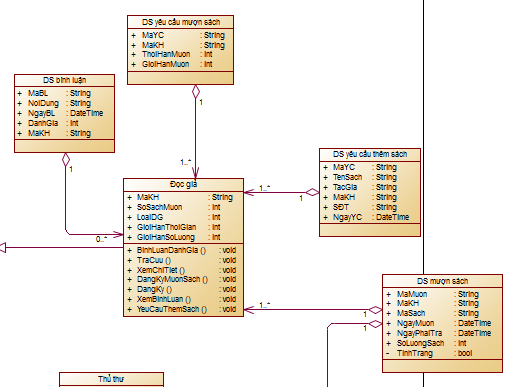 DS yêu cầu mượn sách
+ MaYC : String
+ MaKH : String
+ ThoiHanMuon : Int
+ GioiHanMuon : Int
1
DS bình luận
+ MaBL : String
+ NoiDung : String
+ NgayBL : DateTime
+ DanhGia : Int
+ MaKH : String
1
1..*
DS yêu cầu thêm sách
+ MaYC : String
+ TenSach : String
+ TacGia : String
+ MaKH : String
+ SĐT : String
+ NgayYC : DateTime
1..*
1
Đọc giả
+ MaKH : String
+ SoSachMuon : Int
+ LoaiDG : Int
+ GioiHanThoiGian : Int
+ GioiHanSoLuong : Int
+ BinhLuanDanhGia () : void
+ TraCuu () : void
+ XemChiTiet () : void
+ DangKyMuonSach () : void
+ DangKy () : void
+ XemBinhLuan () : void
+ YeuCauThemSach () : void
0..*
1..*
1
1
DS mượn sách
+ MaMuon : String
+ MaKH : String
+ MaSach : String
+ NgayMuon : DateTime
+ NgayPhaiTra : DateTime
+ SoLuongSach : Int
- TinhTrang : bool
Thủ thư